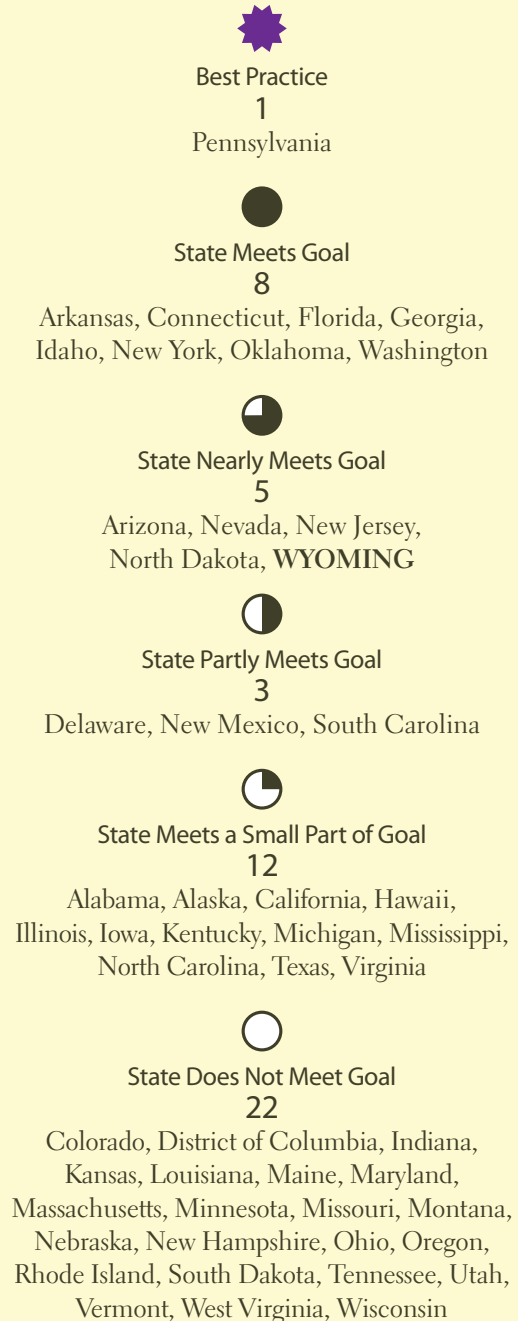 Best Practice
1
Pennsylvania
State Meets Goal
8
Arkansas, Connecticut, Florida, Georgia,
Idaho, New York, Oklahoma, Washington
State Nearly Meets Goal
5
Arizona, Nevada, New Jersey,
North Dakota, WYOMING
State Partly Meets Goal
3
Delaware, New Mexico, South Carolina
State Meets a Small Part of Goal
12
Alabama, Alaska, California, Hawaii,
Illinois, Iowa, Kentucky, Michigan, Mississippi,
North Carolina, Texas, Virginia
State Does Not Meet Goal
22
Colorado, District of Columbia, Indiana,
Kansas, Louisiana, Maine, Maryland,
Massachusetts, Minnesota, Missouri, Montana,
Nebraska, New Hampshire, Ohio, Oregon,
Rhode Island, South Dakota, Tennessee, Utah,
Vermont, West Virginia, Wisconsin